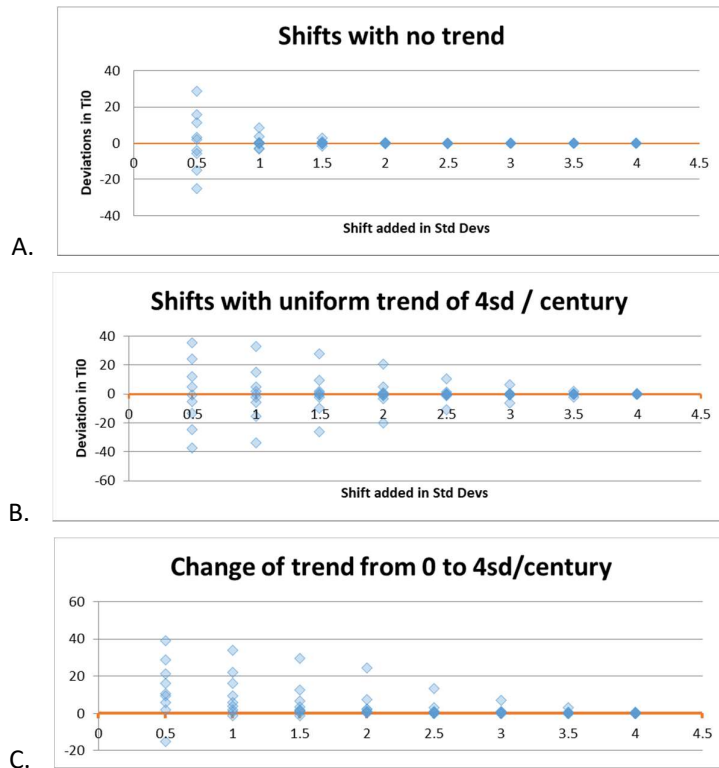 Shifts with no trend
40
20
0
-20
-40
0 0.5 1 1.5 2 2.5 3 3.5 4 4.5
Deviations in Ti0
Shift added in Std Devs
A.
Shifts with uniform trend of 4sd / century
40
20
0
-20
-40
-60
0 0.5 1 1.5 2 2.5 3 3.5 4 4.5
Deviation in Ti0
Shift added in Std Devs
B.
Change of trend from 0 to 4sd/century
60
40
20
0
-20
0 0.5 1 1.5 2 2.5 3 3.5 4 4.5
C.